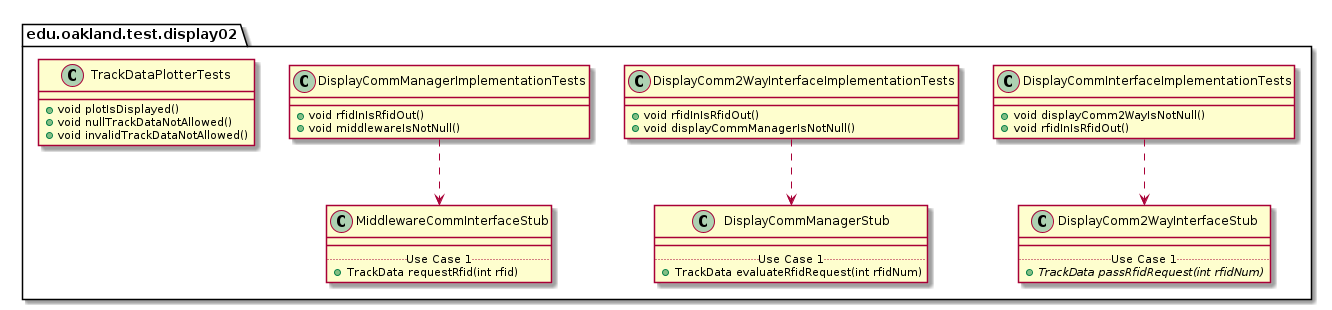 edu.oakland.test.display02
C TrackDataPlotterTests
void plotIsDisplayed()
void nullTrackDataNotAllowed()
void invalidTrackDataNotAllowed()
C DisplayCommManagerImplementationTests
void rfidInIsRfidOut()
void middlewareIsNotNull()
C DisplayComm2WayInterfaceImplementationTests
void rfidInIsRfidOut()
void displayCommManagerIsNotNull()
C DisplayCommInterfaceImplementationTests
void displayComm2WayIsNotNull()
void rfidInIsRfidOut()
C MiddlewareCommInterfaceStub
Use Case 1
TrackData requestRfid(int rfid)
C DisplayCommManagerStub
Use Case 1
TrackData evaluateRfidRequest(int rfidNum)
C DisplayComm2WayInterfaceStub
Use Case 1
TrackData passRfidRequest(int rfidNum)